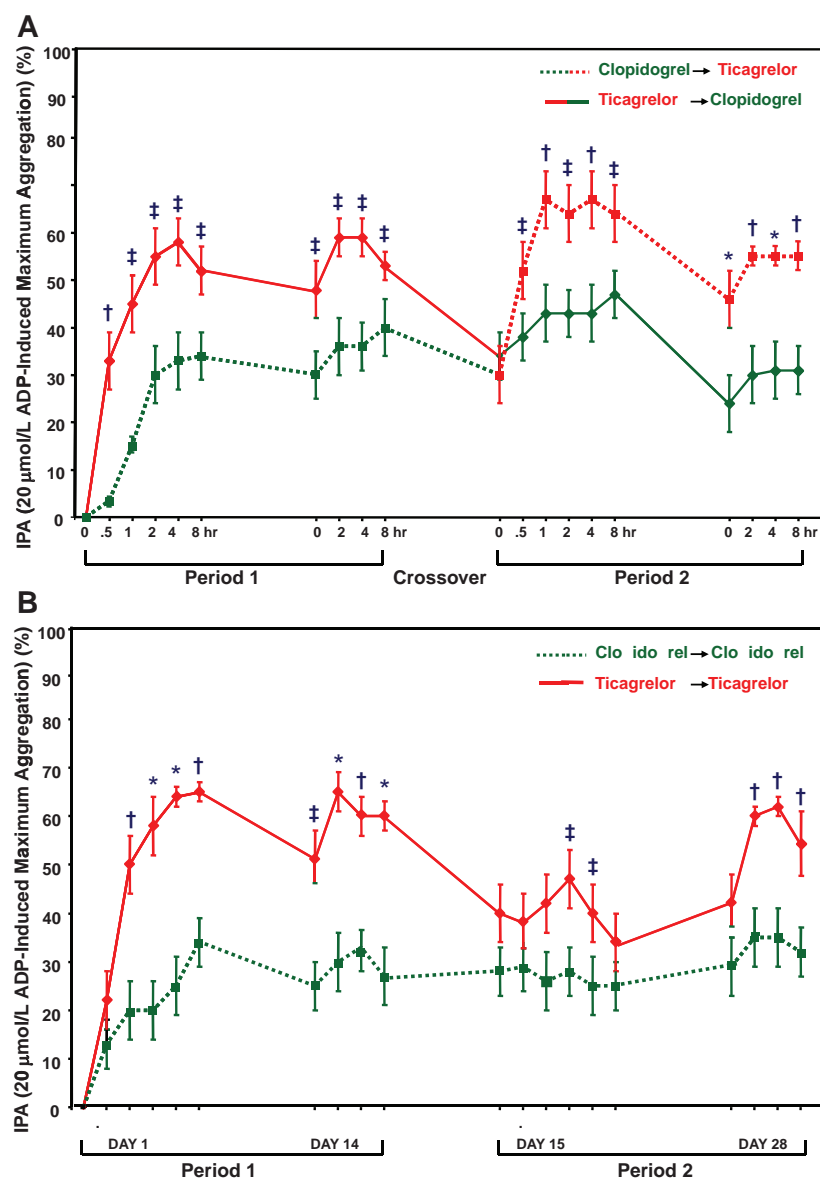 A
IPA (20 μmol/L ADP-Induced Maximum Aggregation) (%)
100
90
80
70
60
50
40
30
20
10
0
Clopidogrel → Ticagrelor
Ticagrelor → Clopidogrel
† ‡ ‡ ‡ ‡ ‡ ‡ ‡ ‡ ‡ † ‡ † ‡ * † * †
0 .5 1 2 4 8 hr 0 2 4 8 hr 0 .5 1 2 4 8 hr 0 2 4 8 hr
Period 1 Crossover Period 2
B
IPA (20 μmol/L ADP-Induced Maximum Aggregation) (%)
100
90
80
70
60
50
40
30
20
10
0
Clo ido rel → Clo ido rel
Ticagrelor → Ticagrelor
† * * † ‡ * † * ‡ ‡ † † †
DAY 1 DAY 14 DAY 15 DAY 28
Period 1 Period 2